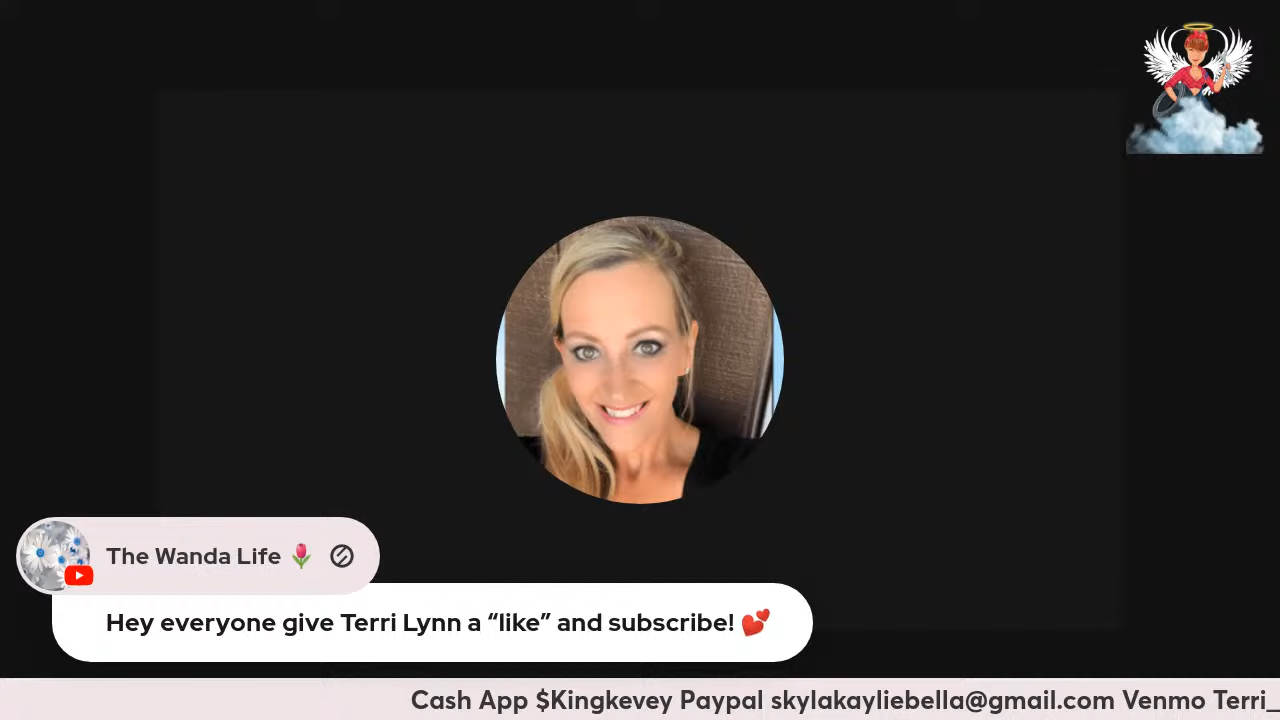 The Wanda Life 🌷
Hey everyone give Terri Lynn a “like” and subscribe! 💕
Cash App $Kingkevey Paypal skylakayliebella@gmail.com Venmo Terri_